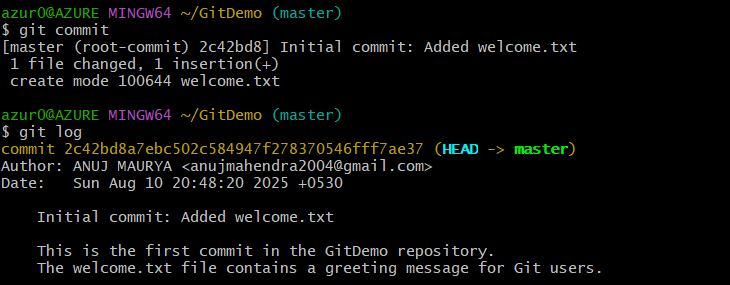 azur0@AZURE MINGW64 ~/GitDemo (master)
$ git commit
[master (root-commit) 2c42bd8] Initial commit: Added welcome.txt
 1 file changed, 1 insertion(+)
 create mode 100644 welcome.txt
azur0@AZURE MINGW64 ~/GitDemo (master)
$ git log
commit 2c42bd8a7ebc502c584947f278370546fff7ae37 (HEAD -> master)
Author: ANUJ MAURYA <anujmahendra2004@gmail.com>
Date:   Sun Aug 10 20:48:20 2025 +0530
    Initial commit: Added welcome.txt
    This is the first commit in the GitDemo repository.
    The welcome.txt file contains a greeting message for Git users.